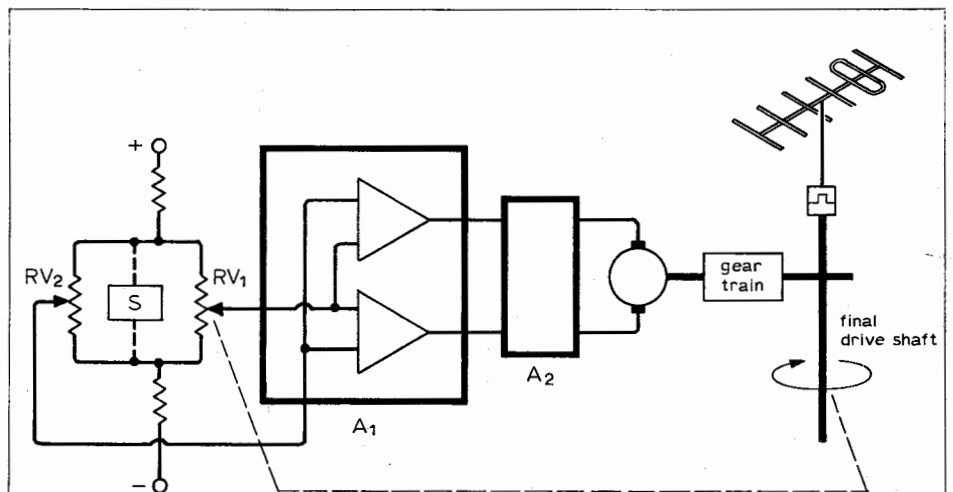 +
RV2
S
RV1
A1
A2
gear
train
final
drive shaft
−